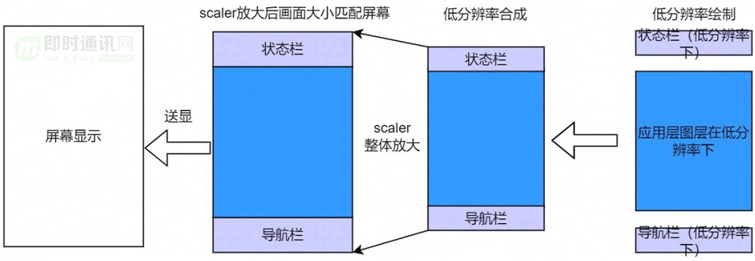 scaler放大后画面大小匹配屏幕
低分辨率合成
低分辨率绘制
即时通讯网
屏幕显示
送显
状态栏
导航栏
scaler
整体放大
状态栏
导航栏
状态栏（低分辨率
下）
应用层图层在低分
辨率下
导航栏（低分辨率
下）